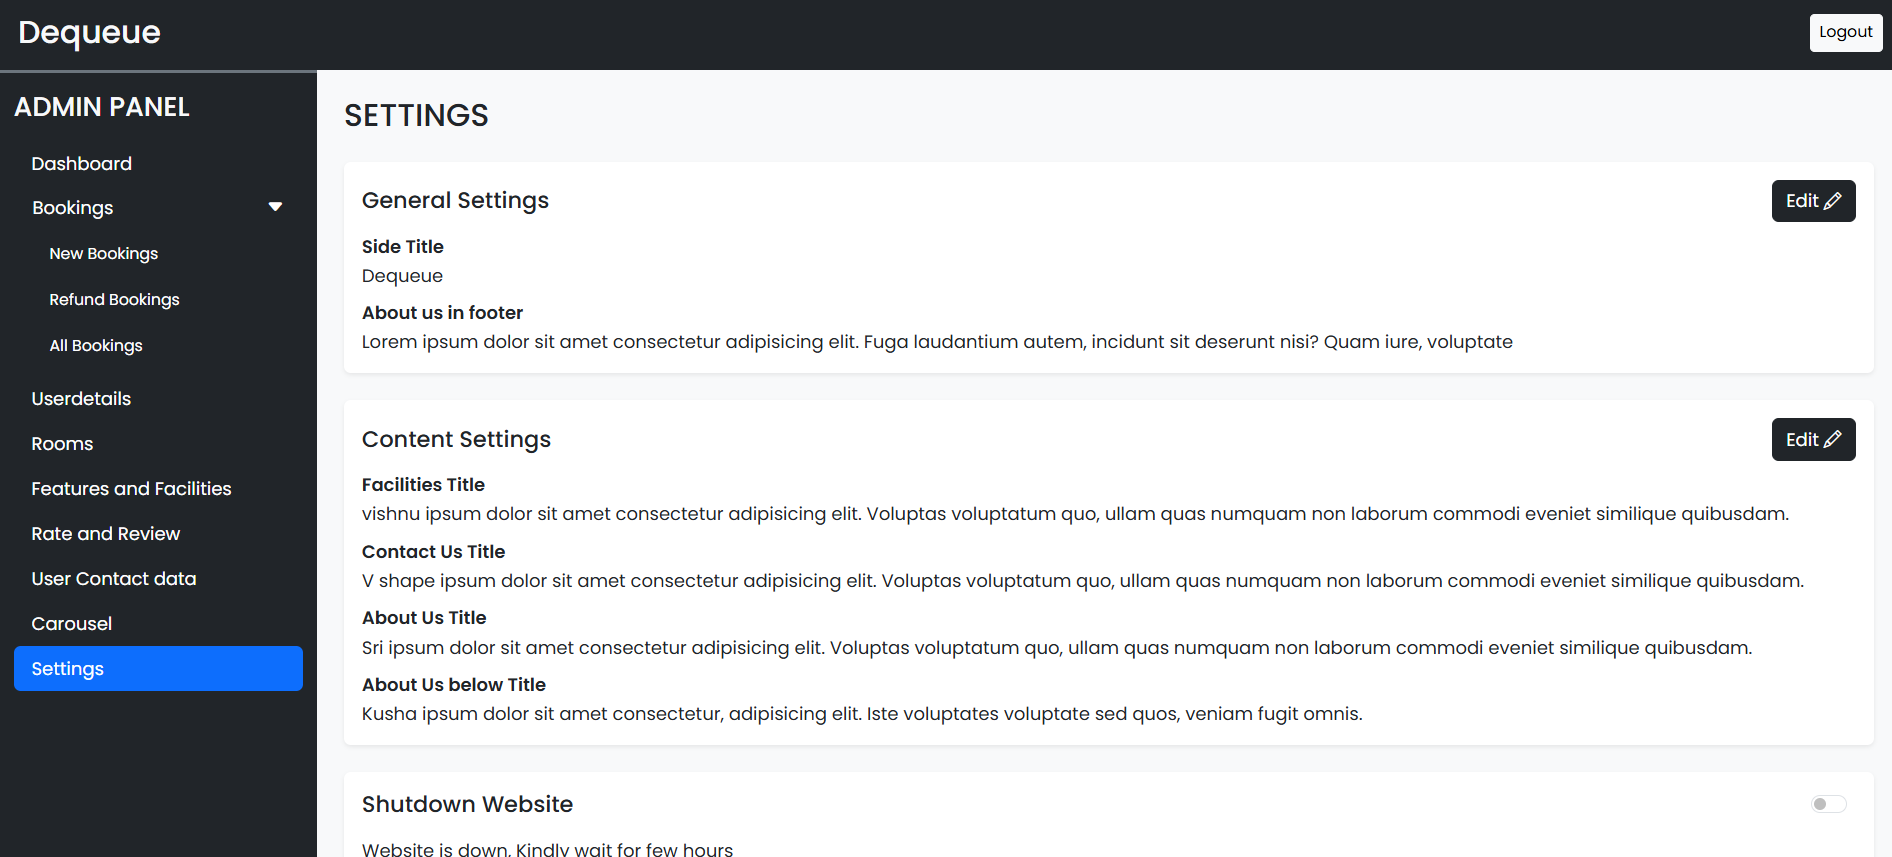 Dequeue
Logout
ADMIN PANEL
Dashboard
Bookings
New Bookings
Refund Bookings
All Bookings
Userdetails
Rooms
Features and Facilities
Rate and Review
User Contact data
Carousel
Settings
SETTINGS
General Settings
Edit
Side Title
Dequeue
About us in footer
Lorem ipsum dolor sit amet consectetur adipisicing elit. Fuga laudantium autem, incidunt sit deserunt nisi? Quam iure, voluptate
Content Settings
Edit
Facilities Title
vishnu ipsum dolor sit amet consectetur adipisicing elit. Voluptas voluptatum quo, ullam quas numquam non laborum commodi eveniet similique quibusdam.
Contact Us Title
V shape ipsum dolor sit amet consectetur adipisicing elit. Voluptas voluptatum quo, ullam quas numquam non laborum commodi eveniet similique quibusdam.
About Us Title
Sri ipsum dolor sit amet consectetur adipisicing elit. Voluptas voluptatum quo, ullam quas numquam non laborum commodi eveniet similique quibusdam.
About Us below Title
Kusha ipsum dolor sit amet consectetur, adipisicing elit. Iste voluptates voluptate sed quos, veniam fugit omnis.
Shutdown Website
Website is down, Kindly wait for few hours